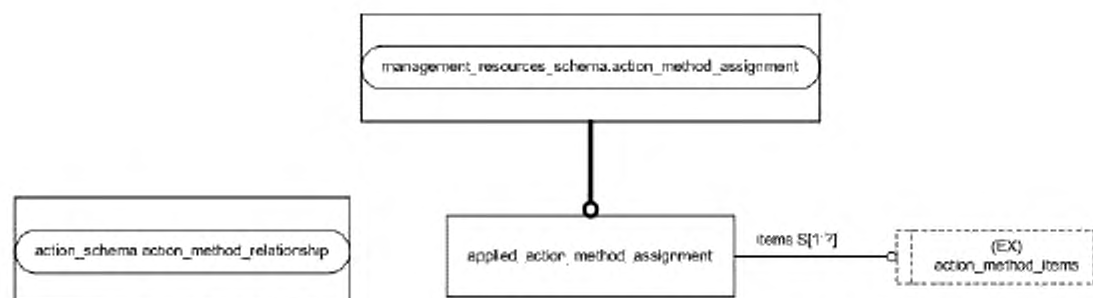 management_resources_schema.action_method_assignment
action_schema.action_method_relationship
applied_action_method_assignment
items S[1:?]
(EX)
action_method_items